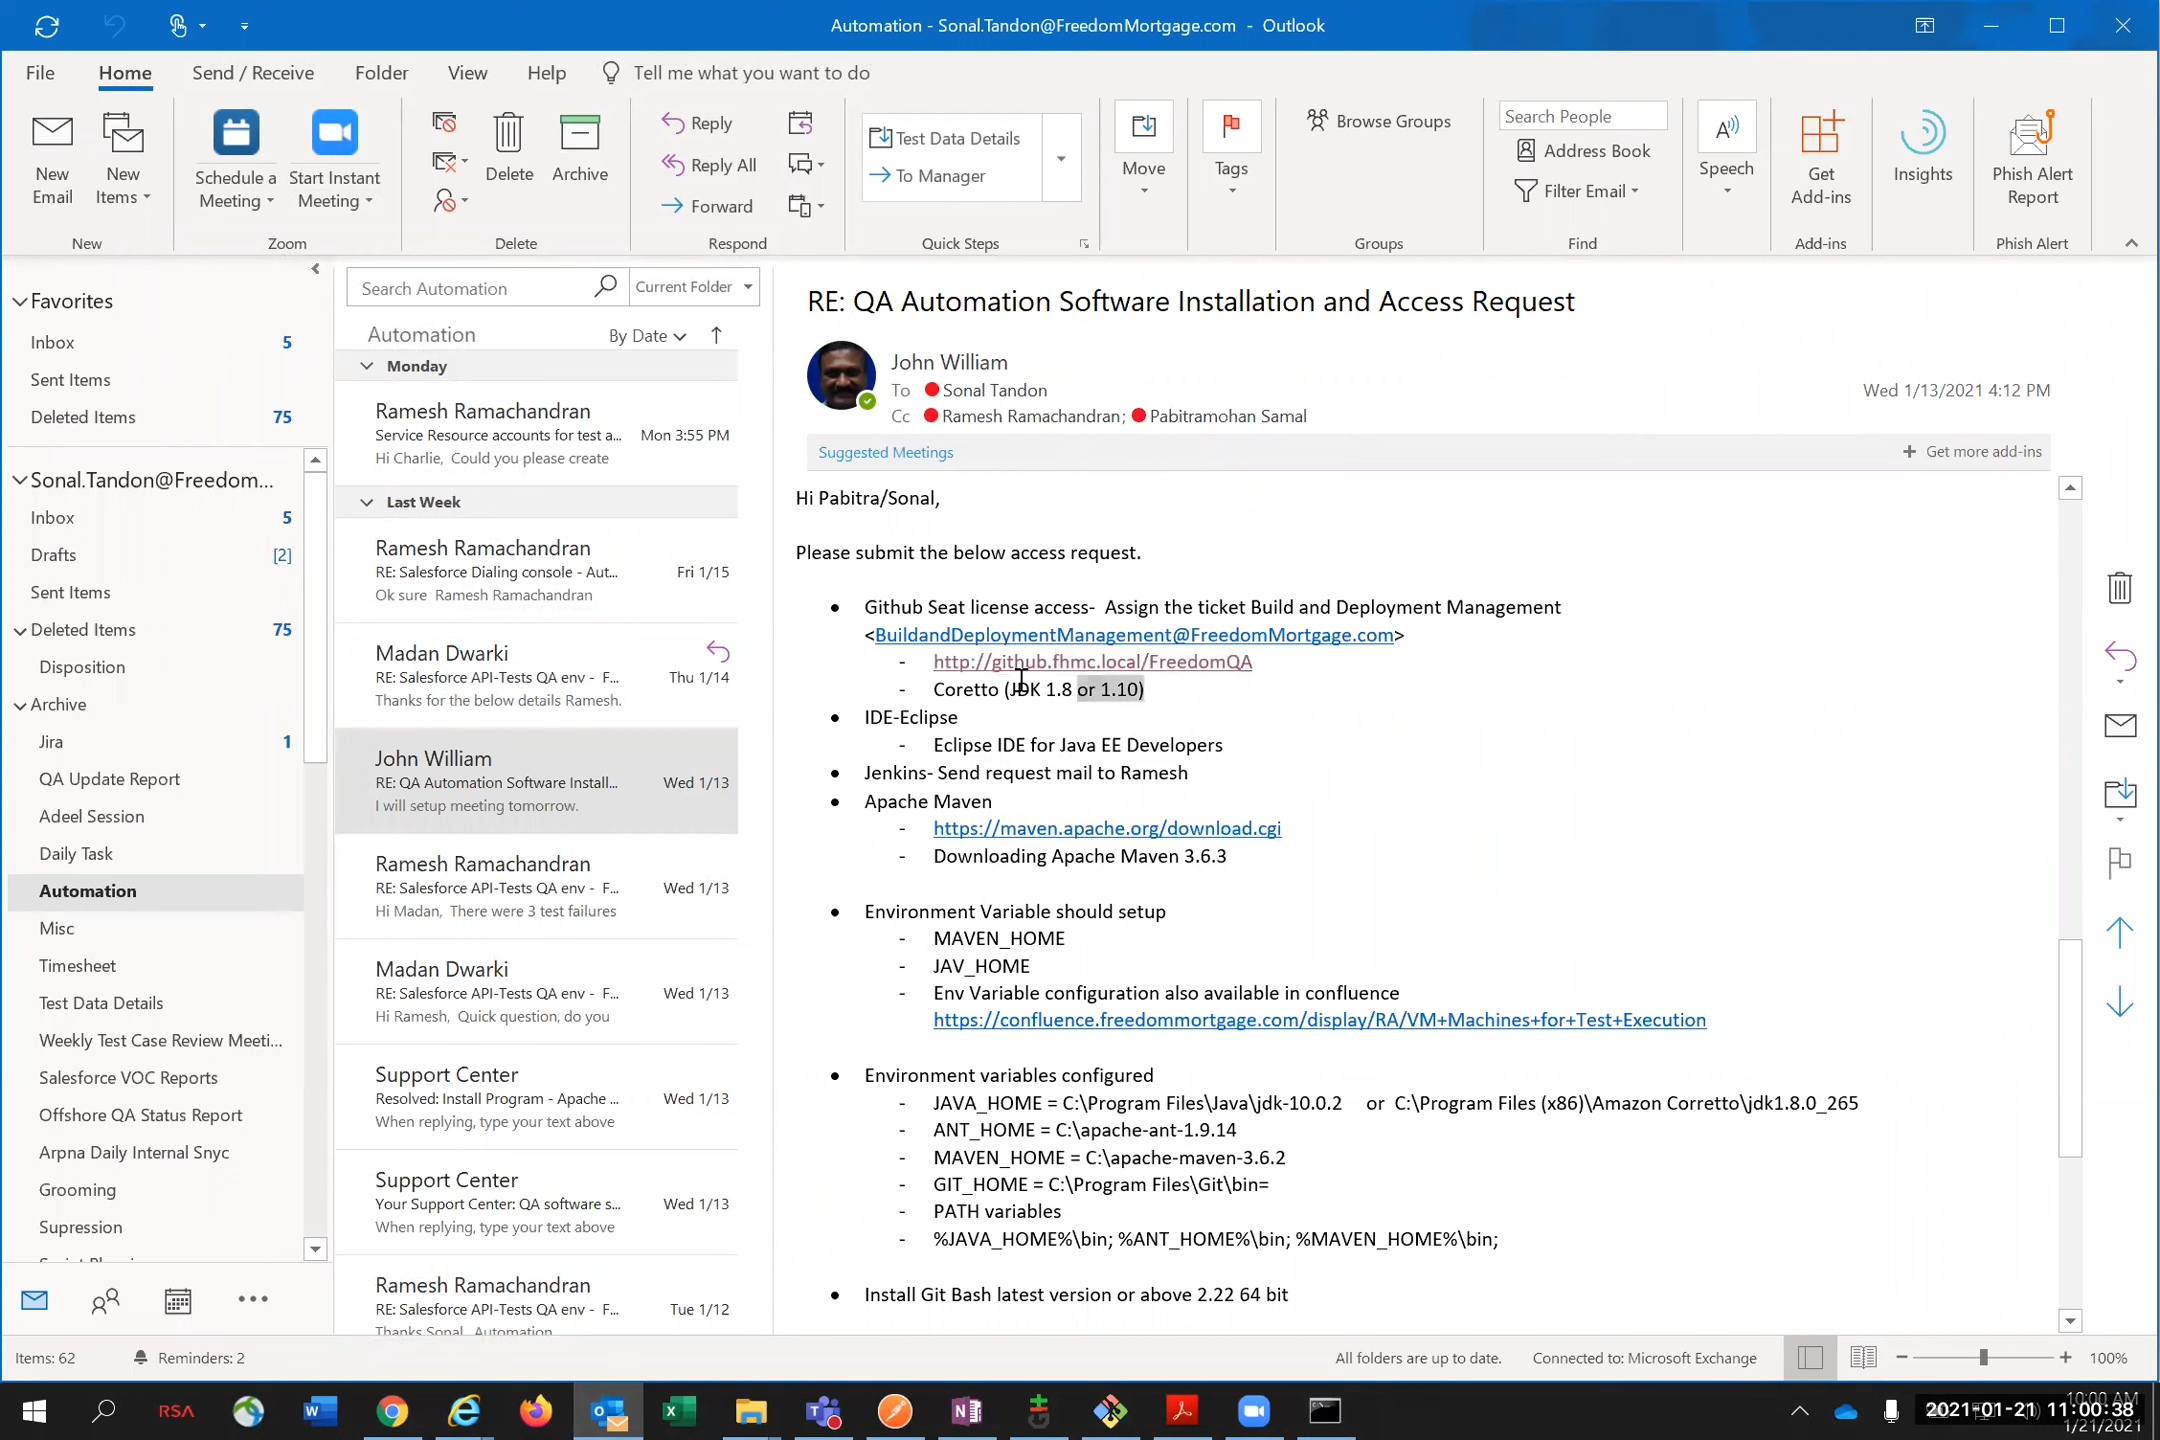 Automation - Sonal.Tandon@FreedomMortgage.com - Outlook
File Home Send / Receive Folder View Help Tell me what you want to do
New Email
New Items
New
Schedule a Meeting
Start Instant Meeting
Zoom
Delete
Archive
Delete
Reply
Reply All
Forward
Respond
Test Data Details
To Manager
Quick Steps
Move
Tags
Browse Groups
Groups
Search People
Address Book
Filter Email
Find
Speech
Get Add-ins
Add-ins
Insights
Phish Alert Report
Phish Alert
Favorites
Inbox 5
Sent Items
Deleted Items 75
Sonal.Tandon@Freedom...
Inbox 5
Drafts [2]
Sent Items
Deleted Items 75
Disposition
Archive
Jira 1
QA Update Report
Adeel Session
Daily Task
Automation
Misc
Timesheet
Test Data Details
Weekly Test Case Review Meeti...
Salesforce VOC Reports
Offshore QA Status Report
Arpna Daily Internal Snyc
Grooming
Supression
Search Automation Current Folder
Automation By Date
Monday
Ramesh Ramachandran
Service Resource accounts for test a... Mon 3:55 PM
Hi Charlie, Could you please create
Last Week
Ramesh Ramachandran
RE: Salesforce Dialing console - Aut... Fri 1/15
Ok sure Ramesh Ramachandran
Madan Dwarki
RE: Salesforce API-Tests QA env - F... Thu 1/14
Thanks for the below details Ramesh.
John William
RE: QA Automation Software Install... Wed 1/13
I will setup meeting tomorrow.
Ramesh Ramachandran
RE: Salesforce API-Tests QA env - F... Wed 1/13
Hi Madan, There were 3 test failures
Madan Dwarki
RE: Salesforce API-Tests QA env - F... Wed 1/13
Hi Ramesh, Quick question, do you
Support Center
Resolved: Install Program - Apache ... Wed 1/13
When replying, type your text above
Support Center
Your Support Center: QA software s... Wed 1/13
When replying, type your text above
Ramesh Ramachandran
RE: Salesforce API-Tests QA env - F... Tue 1/12
Thanks Sonal Automation
RE: QA Automation Software Installation and Access Request
John William
To Sonal Tandon
Wed 1/13/2021 4:12 PM
Cc Ramesh Ramachandran; Pabitramohan Samal
Suggested Meetings + Get more add-ins
Hi Pabitra/Sonal,
Please submit the below access request.
• Github Seat license access- Assign the ticket Build and Deployment Management
<BuildandDeploymentManagement@FreedomMortgage.com>
- http://github.fhmc.local/FreedomQA
- Coretto (JDK 1.8 or 1.10)
• IDE-Eclipse
- Eclipse IDE for Java EE Developers
• Jenkins- Send request mail to Ramesh
• Apache Maven
- https://maven.apache.org/download.cgi
- Downloading Apache Maven 3.6.3
• Environment Variable should setup
- MAVEN_HOME
- JAV_HOME
- Env Variable configuration also available in confluence
https://confluence.freedommortgage.com/display/RA/VM+Machines+for+Test+Execution
• Environment variables configured
- JAVA_HOME = C:\Program Files\Java\jdk-10.0.2 or C:\Program Files (x86)\Amazon Corretto\jdk1.8.0_265
- ANT_HOME = C:\apache-ant-1.9.14
- MAVEN_HOME = C:\apache-maven-3.6.2
- GIT_HOME = C:\Program Files\Git\bin=
- PATH variables
- %JAVA_HOME%\bin; %ANT_HOME%\bin; %MAVEN_HOME%\bin;
• Install Git Bash latest version or above 2.22 64 bit
Items: 62 Reminders: 2 All folders are up to date. Connected to: Microsoft Exchange 100%
RSA
10:00 AM
2021-01-21 11:00:38
1/21/2021